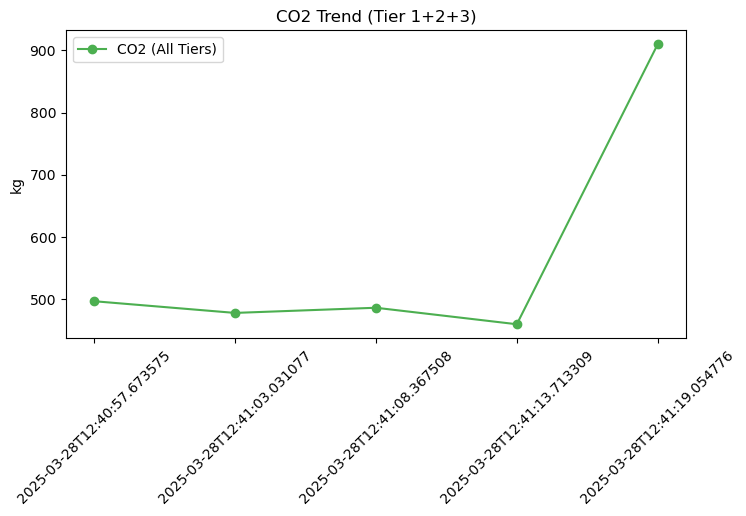 CO2 Trend (Tier 1+2+3)
CO2 (All Tiers)
kg
900
800
700
600
500
2025-03-28T12:40:57.673575
2025-03-28T12:41:03.031077
2025-03-28T12:41:08.367508
2025-03-28T12:41:13.713309
2025-03-28T12:41:19.054776